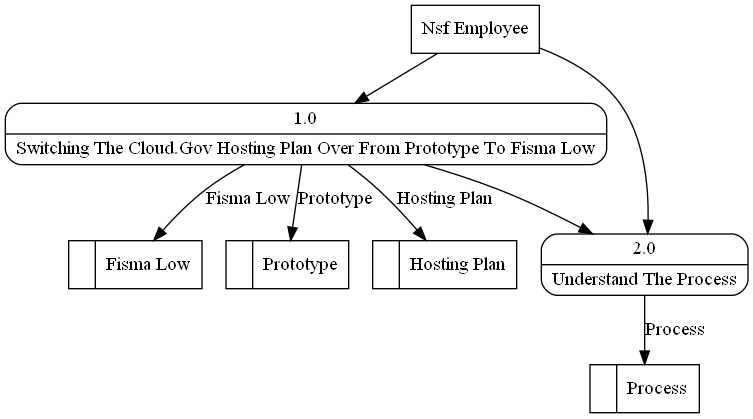 Nsf Employee
1.0
Switching The Cloud.Gov Hosting Plan Over From Prototype To Fisma Low
Fisma Low
Prototype
Hosting Plan
Fisma Low
Prototype
Hosting Plan
2.0
Understand The Process
Process
Process